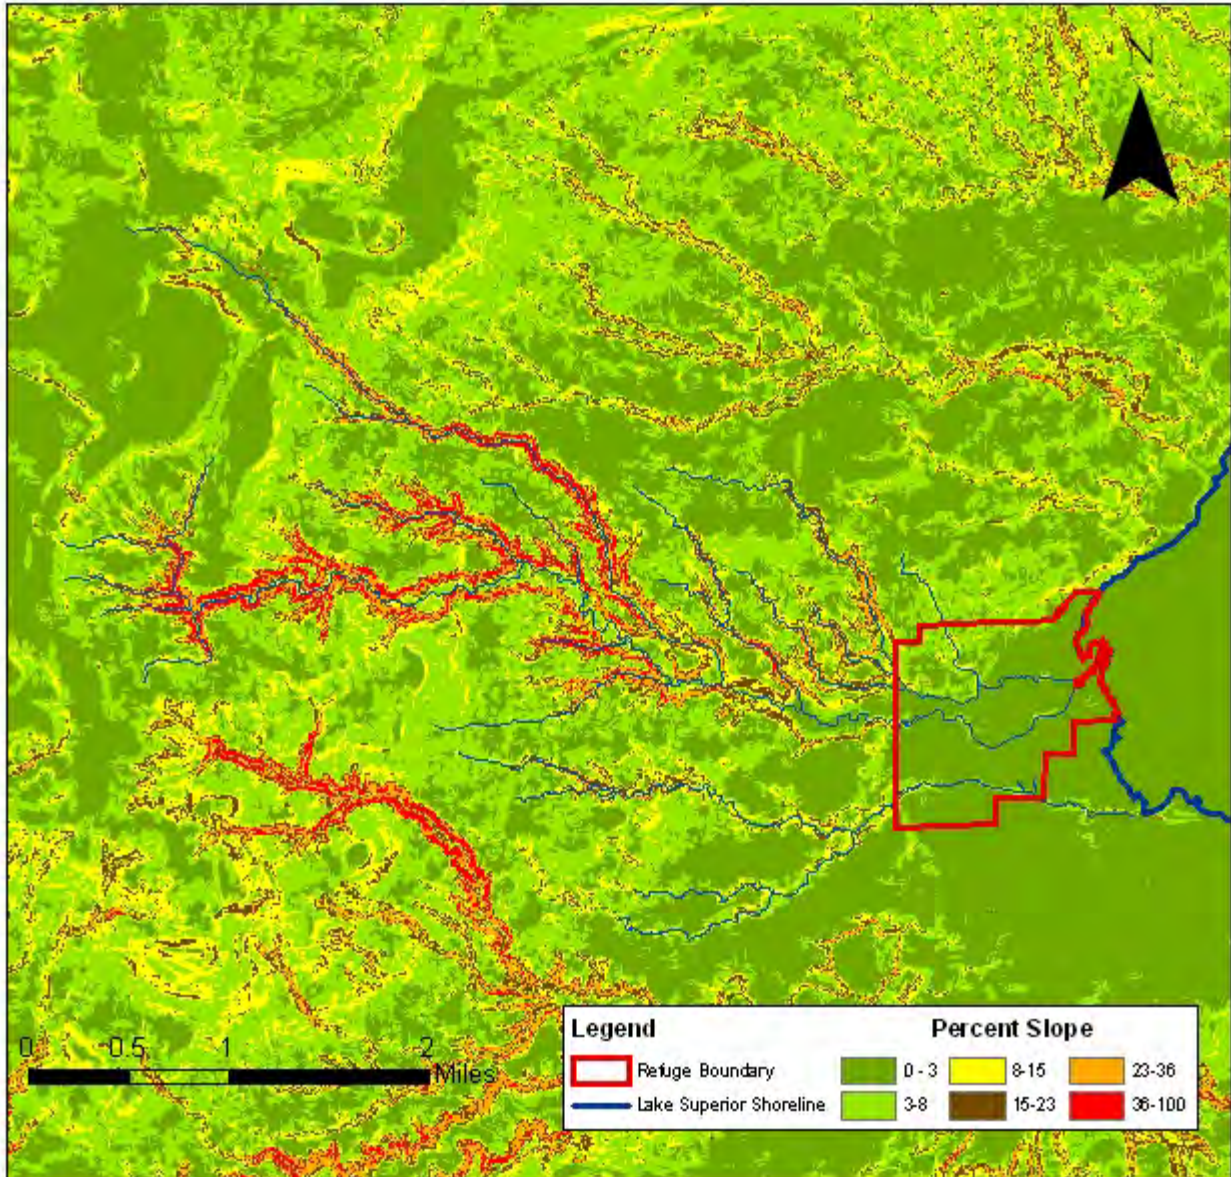 N
0 0.5 1 2
Miles
Legend
Percent Slope
Refuge Boundary
Lake Superior Shoreline
0 - 3
8-15
23-36
3-8
15-23
36-100